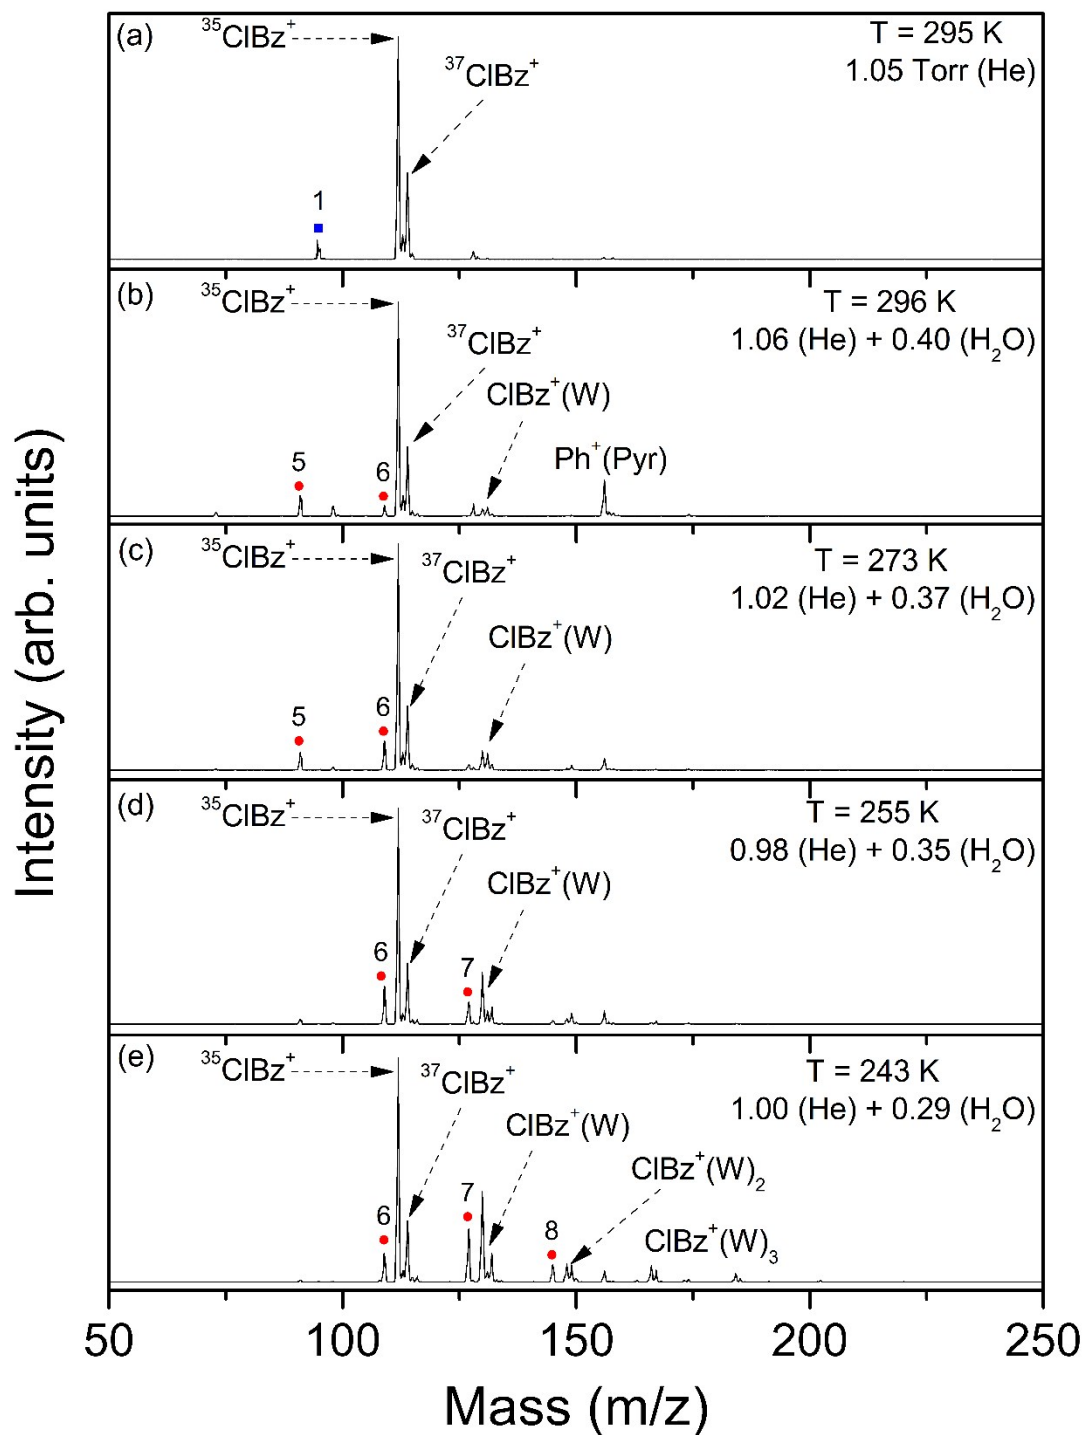 Intensity (arb. units)
(a)
³⁵ClBz⁺
T = 295 K
³⁷ClBz⁺
1.05 Torr (He)
1
(b)
³⁵ClBz⁺
T = 296 K
³⁷ClBz⁺
1.06 (He) + 0.40 (H₂O)
ClBz⁺(W)
Ph⁺(Pyr)
5
6
(c)
³⁵ClBz⁺
T = 273 K
³⁷ClBz⁺
1.02 (He) + 0.37 (H₂O)
ClBz⁺(W)
5
6
(d)
³⁵ClBz⁺
T = 255 K
³⁷ClBz⁺
0.98 (He) + 0.35 (H₂O)
ClBz⁺(W)
6
7
(e)
³⁵ClBz⁺
T = 243 K
³⁷ClBz⁺
1.00 (He) + 0.29 (H₂O)
ClBz⁺(W)
ClBz⁺(W)₂
ClBz⁺(W)₃
6
7
8
50 100 150 200 250
Mass (m/z)